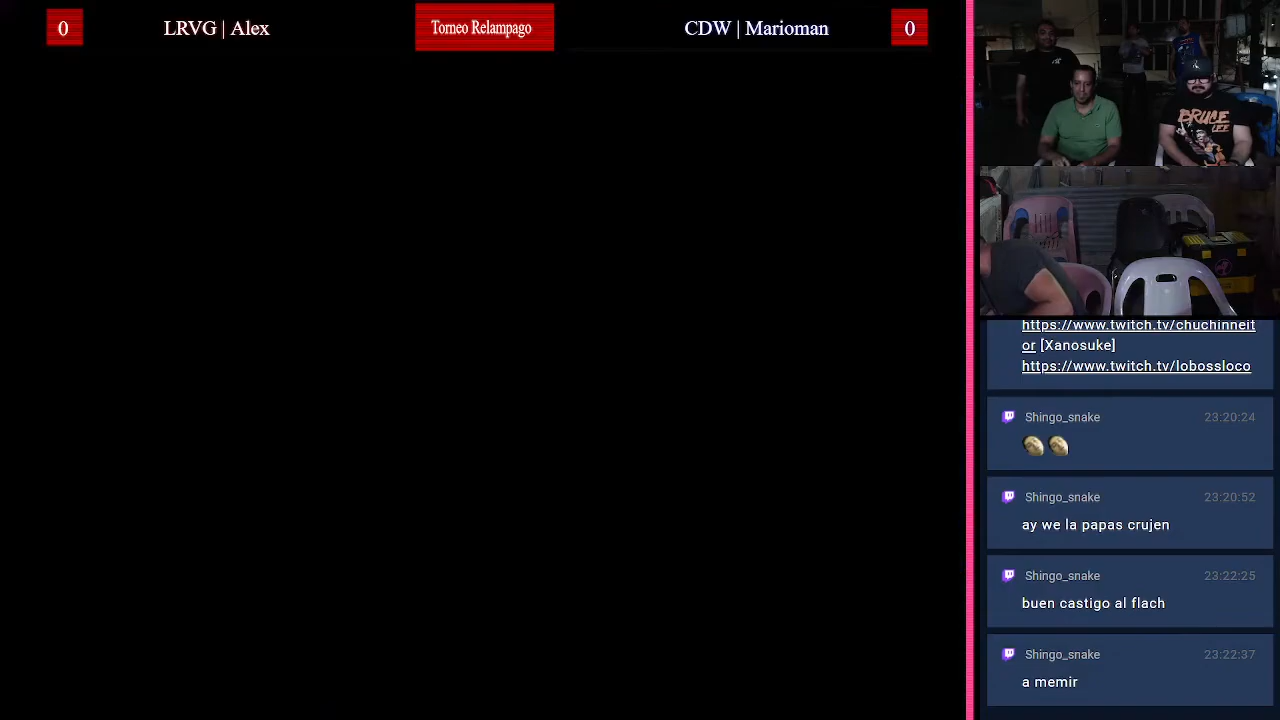 0
LRVG | Alex
Torneo Relampago
CDW | Marioman
0
BRUCE
LEE
https://www.twitch.tv/chuchinneit
or [Xanosuke]
https://www.twitch.tv/lobossloco
Shingo_snake 23:20:24
Shingo_snake 23:20:52
ay we la papas crujen
Shingo_snake 23:22:25
buen castigo al flach
Shingo_snake 23:22:37
a memir